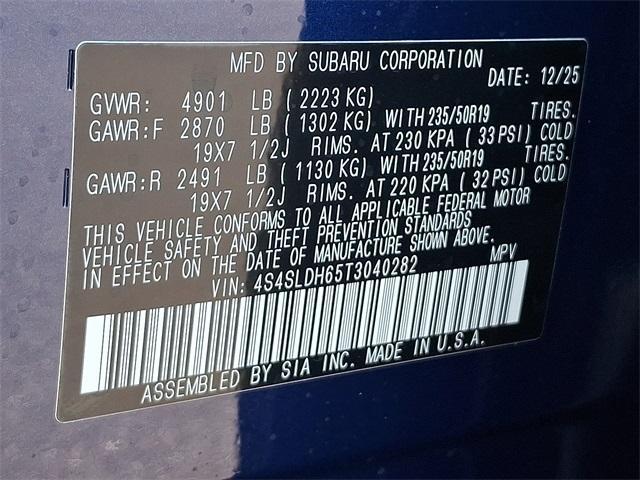 MFD BY SUBARU CORPORATION
DATE: 12/25
GVWR: 4901 LB ( 2223 KG)
GAWR:F 2870 LB ( 1302 KG) WITH 235/50R19 TIRES.
19X7 1/2J RIMS. AT 230 KPA ( 33 PSI) COLD
GAWR:R 2491 LB ( 1130 KG) WITH 235/50R19 TIRES.
19X7 1/2J RIMS. AT 220 KPA ( 32 PSI) COLD
THIS VEHICLE CONFORMS TO ALL APPLICABLE FEDERAL MOTOR
VEHICLE SAFETY AND THEFT PREVENTION STANDARDS
IN EFFECT ON THE DATE OF MANUFACTURE SHOWN ABOVE.
VIN: 4S4SLDH65T3040282 MPV
ASSEMBLED BY SIA INC. MADE IN U.S.A.